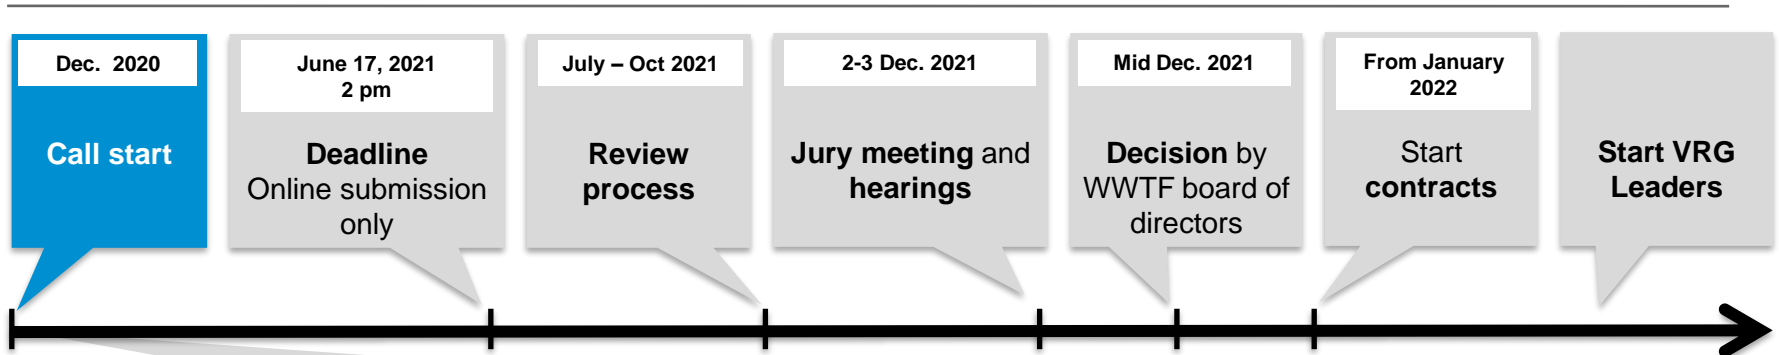 Dec. 2020
Call start
June 17, 2021
2 pm
Deadline
Online submission
only
July – Oct 2021
Review
process
2-3 Dec. 2021
Jury meeting and
hearings
Mid Dec. 2021
Decision by
WWTF board of
directors
From January
2022
Start
contracts
Start VRG
Leaders